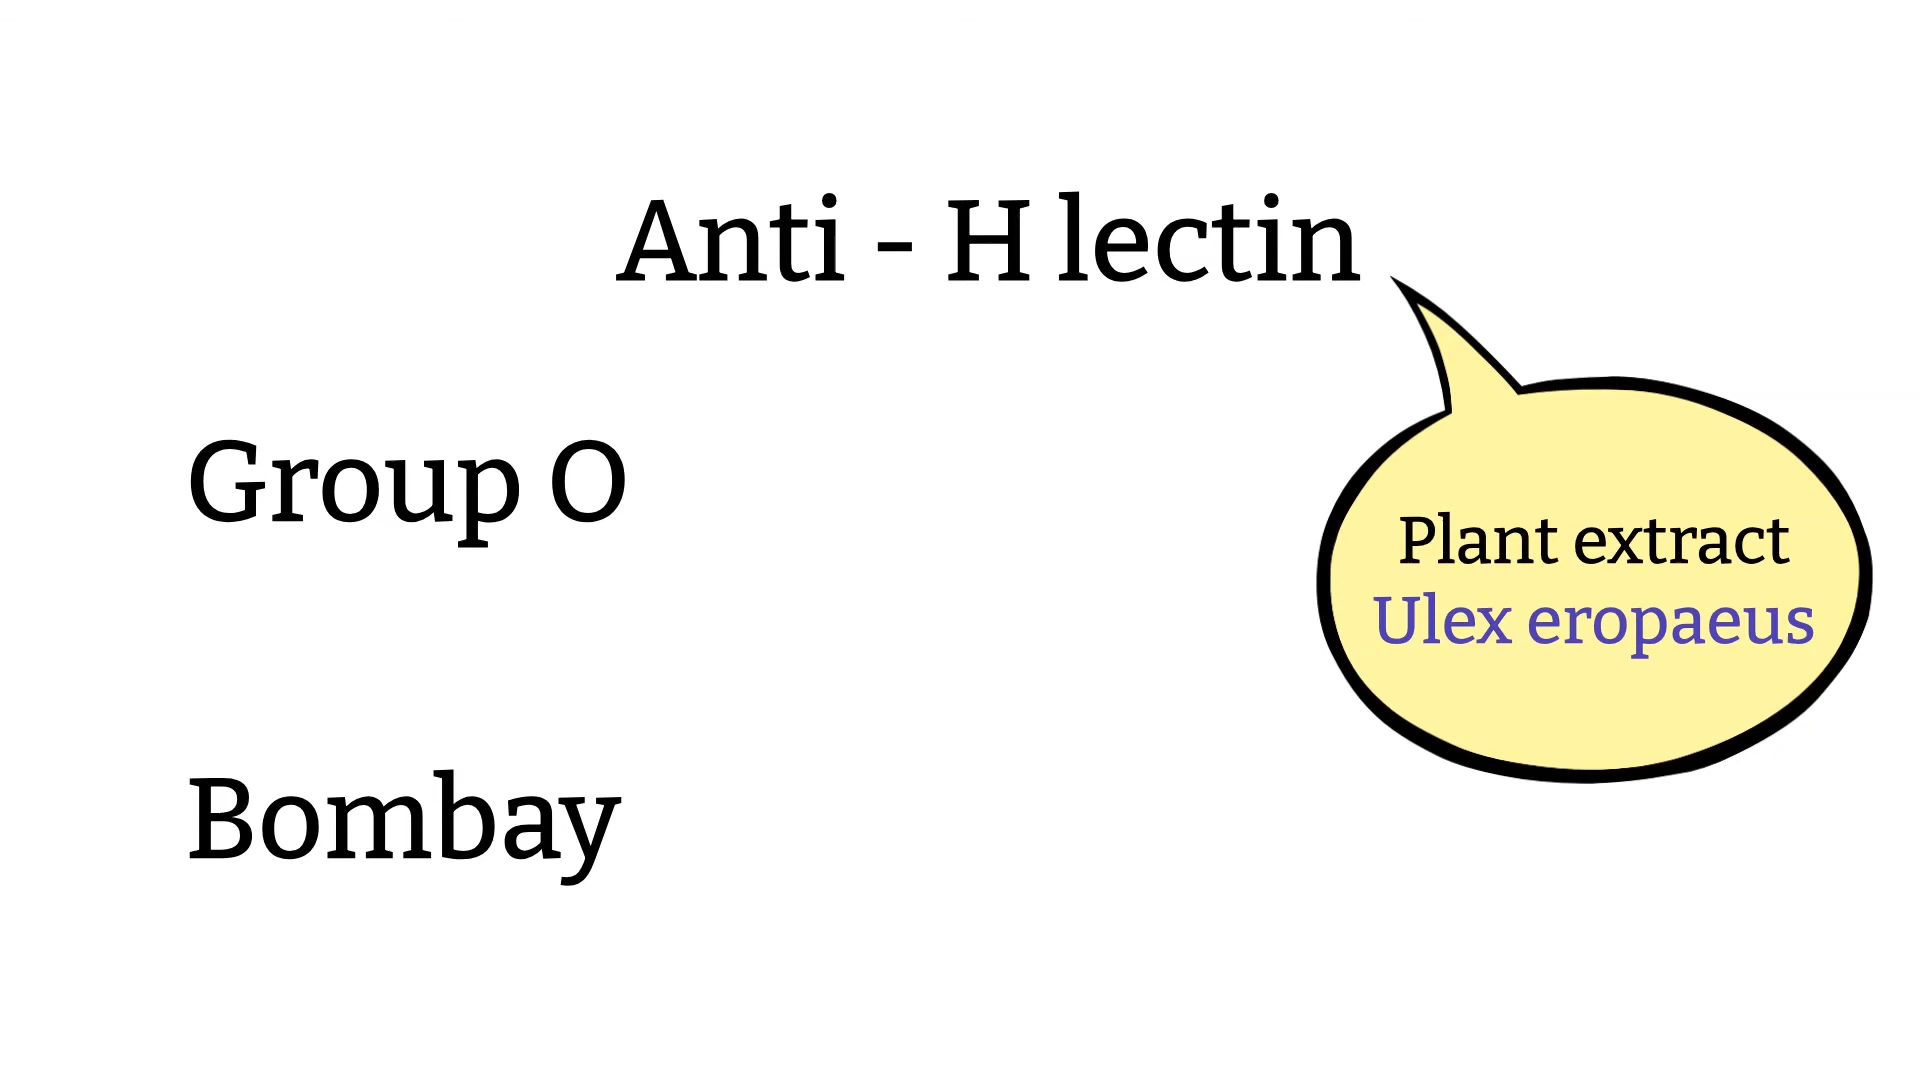 Anti - H lectin
Group O
Plant extract
Ulex eropaeus
Bombay